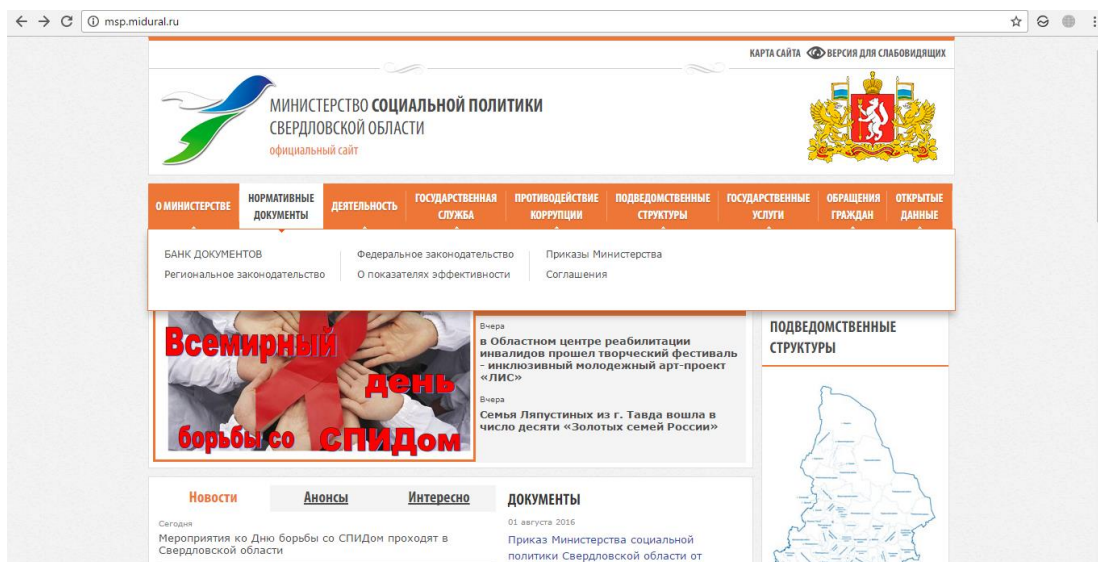 msp.midural.ru
КАРТА САЙТА ВЕРСИЯ ДЛЯ СЛАБОВИДЯЩИХ
МИНИСТЕРСТВО СОЦИАЛЬНОЙ ПОЛИТИКИ
СВЕРДЛОВСКОЙ ОБЛАСТИ
официальный сайт
О МИНИСТЕРСТВЕ
НОРМАТИВНЫЕ
ДОКУМЕНТЫ
ДЕЯТЕЛЬНОСТЬ
ГОСУДАРСТВЕННАЯ
СЛУЖБА
ПРОТИВОДЕЙСТВИЕ
КОРРУПЦИИ
ПОДВЕДОМСТВЕННЫЕ
СТРУКТУРЫ
ГОСУДАРСТВЕННЫЕ
УСЛУГИ
ОБРАЩЕНИЯ
ГРАЖДАН
ОТКРЫТЫЕ
ДАННЫЕ
БАНК ДОКУМЕНТОВ
Региональное законодательство
Федеральное законодательство
О показателях эффективности
Приказы Министерства
Соглашения
Всемирный
день
борьбы со СПИДом
Вчера
в Областном центре реабилитации
инвалидов прошел творческий фестиваль
- инклюзивный молодежный арт-проект
«ЛИС»
Вчера
Семья Ляпустиных из г. Тавда вошла в
число десяти «Золотых семей России»
ПОДВЕДОМСТВЕННЫЕ
СТРУКТУРЫ
Новости Анонсы Интересно
Сегодня
Мероприятия ко Дню борьбы со СПИДом проходят в
Свердловской области
ДОКУМЕНТЫ
01 августа 2016
Приказ Министерства социальной
политики Свердловской области от